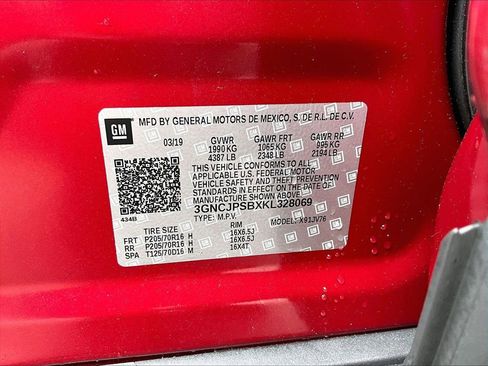 GM
MFD BY GENERAL MOTORS DE MEXICO, S. DE R.L. DE C.V.
03/19 GVWR GAWR FRT GAWR RR
1990 KG 1065 KG 995 KG
4387 LB 2348 LB 2194 LB
THIS VEHICLE CONFORMS TO ALL
APPLICABLE U.S. FEDERAL MOTOR
VEHICLE SAFETY, BUMPER, AND THEFT PREVENTION
STANDARDS IN EFFECT ON THE DATE OF
MANUFACTURE SHOWN ABOVE.
3GNCJPSBXKL328069
434B TYPE: M.P.V. MODEL: X91JV76
TIRE SIZE RIM
FRT P205/70R16 H 16X6.5J
RR P205/70R16 H 16X6.5J
SPA T125/70D16 M 16X4T